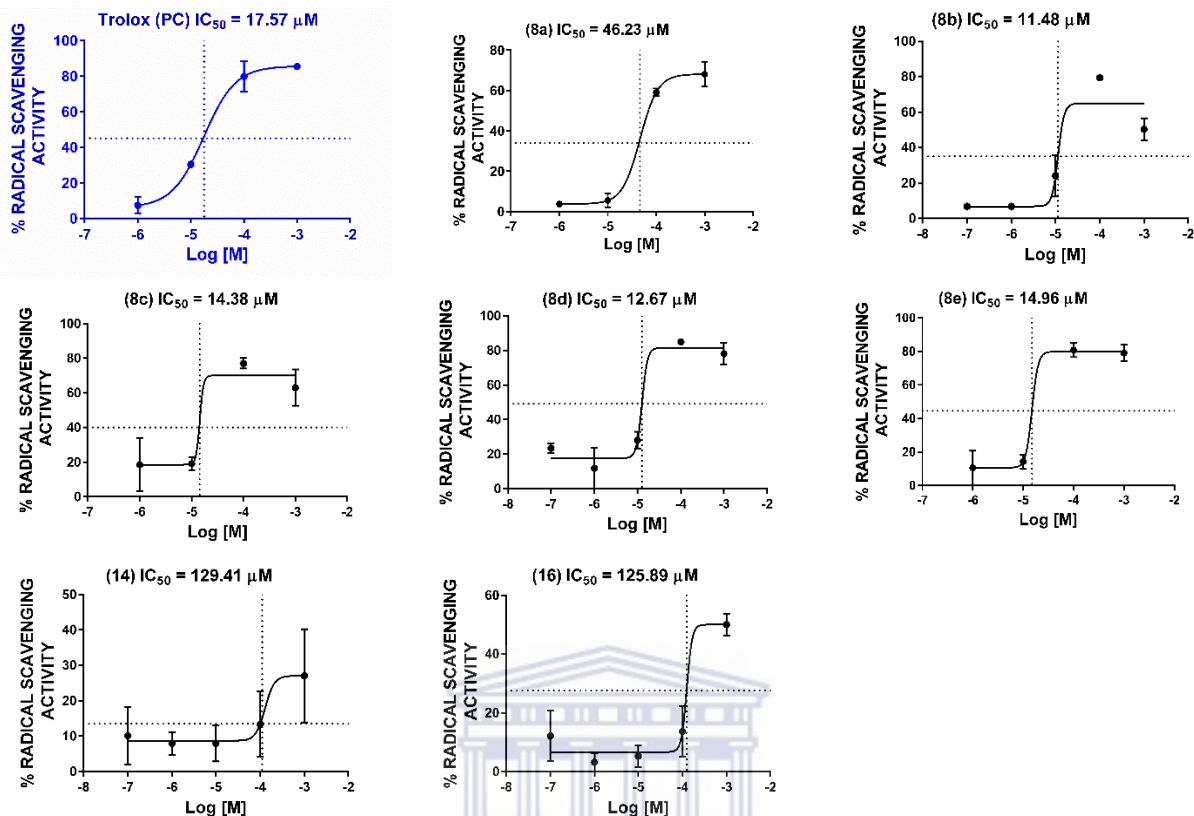 Trolox (PC) IC₅₀ = 17.57 μM
% RADICAL SCAVENGING
ACTIVITY
100
80
60
40
20
0
-7 -6 -5 -4 -3 -2
Log [M]
(8a) IC₅₀ = 46.23 μM
% RADICAL SCAVENGING
ACTIVITY
80
60
40
20
0
-7 -6 -5 -4 -3 -2
Log [M]
(8b) IC₅₀ = 11.48 μM
% RADICAL SCAVENGING
ACTIVITY
100
80
60
40
20
0
-8 -7 -6 -5 -4 -3 -2
Log [M]
(8c) IC₅₀ = 14.38 μM
% RADICAL SCAVENGING
ACTIVITY
100
80
60
40
20
0
-7 -6 -5 -4 -3 -2
Log [M]
(8d) IC₅₀ = 12.67 μM
% RADICAL SCAVENGING
ACTIVITY
100
80
60
40
20
0
-8 -7 -6 -5 -4 -3 -2
Log [M]
(8e) IC₅₀ = 14.96 μM
% RADICAL SCAVENGING
ACTIVITY
100
80
60
40
20
0
-8 -7 -6 -5 -4 -3 -2
Log [M]
(14) IC₅₀ = 129.41 μM
% RADICAL SCAVENGING
ACTIVITY
50
40
30
20
10
0
-8 -7 -6 -5 -4 -3 -2
Log [M]
(16) IC₅₀ = 125.89 μM
% RADICAL SCAVENGING
ACTIVITY
60
40
20
0
-8 -7 -6 -5 -4 -3 -2
Log [M]